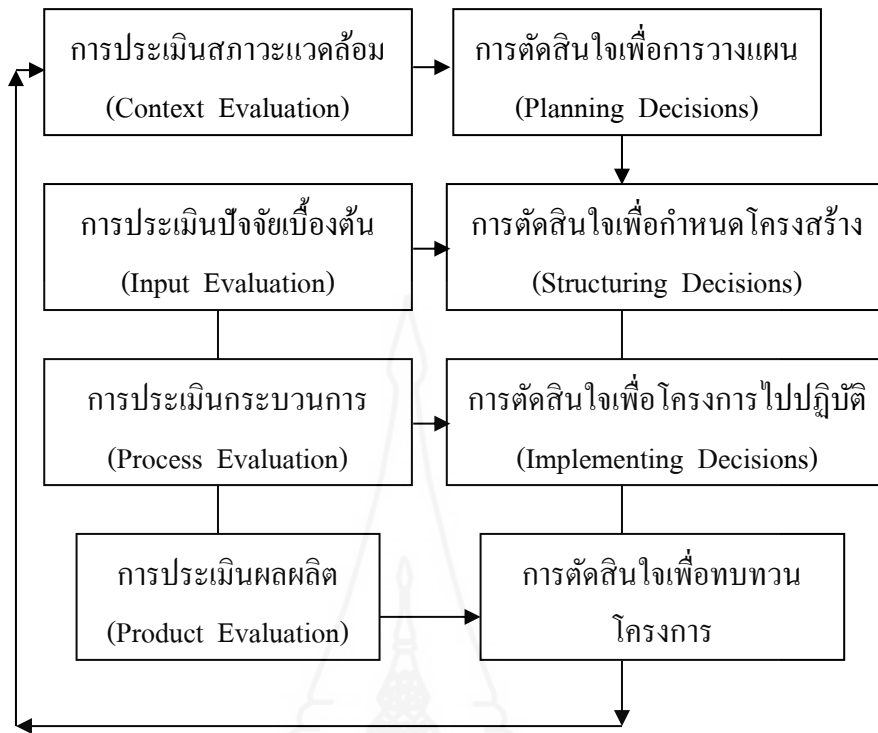 การประเมินสภาวะแวดล้อม
(Context Evaluation)
การตัดสินใจเพื่อการวางแผน
(Planning Decisions)
การประเมินปัจจัยเบื้องต้น
(Input Evaluation)
การตัดสินใจเพื่อกำหนดโครงสร้าง
(Structuring Decisions)
การประเมินกระบวนการ
(Process Evaluation)
การตัดสินใจเพื่อโครงการไปปฏิบัติ
(Implementing Decisions)
การประเมินผลผลิต
(Product Evaluation)
การตัดสินใจเพื่อทบทวน
โครงการ